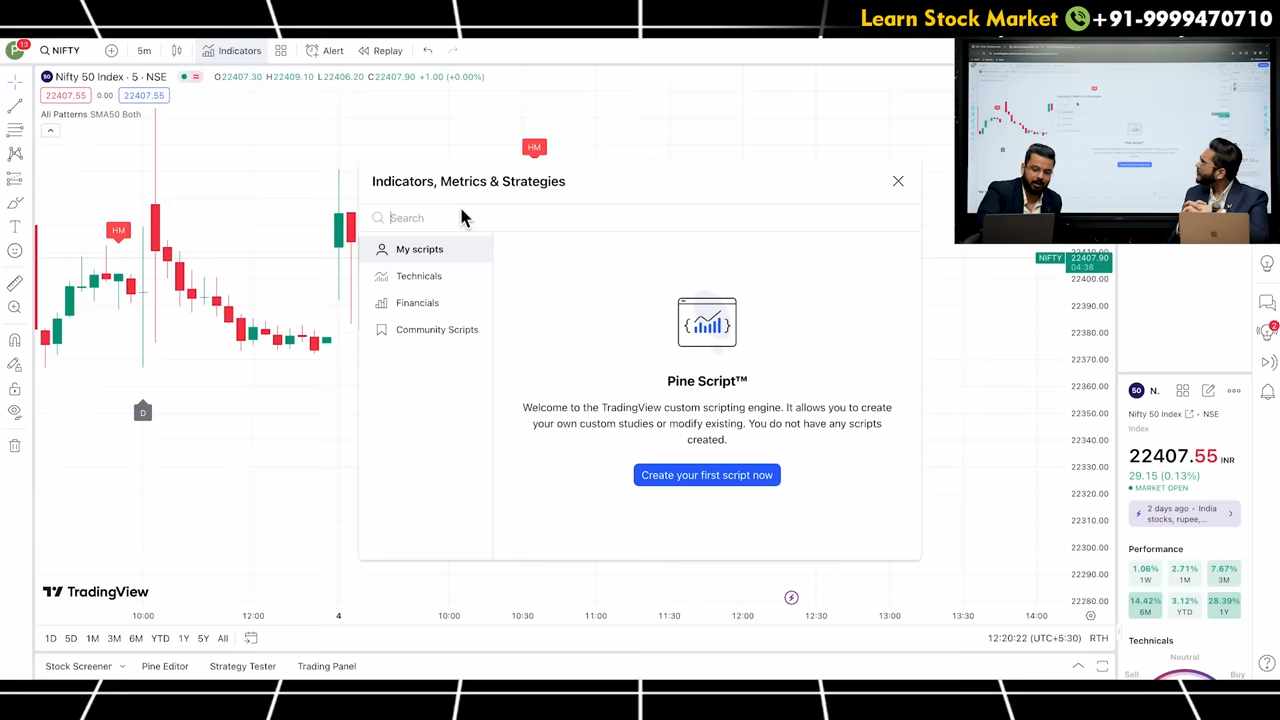 Learn Stock Market +91-9999470710
P 13 NIFTY 5m Indicators Alert Replay
50 Nifty 50 Index · 5 · NSE O22407.30 H22409.10 L22406.20 C22407.90 +1.00 (+0.00%)
22407.55 0.00 22407.55
All Patterns SMA50 Both
HM
HM
D
Indicators, Metrics & Strategies
Search
My scripts
Technicals
Financials
Community Scripts
Pine Script™
Welcome to the TradingView custom scripting engine. It allows you to create
your own custom studies or modify existing. You do not have any scripts
created.
Create your first script now
NIFTY 22407.90
04:38
22400.00
22390.00
22380.00
22370.00
22360.00
22350.00
22340.00
22330.00
22320.00
22310.00
22300.00
22290.00
22280.00
2
50 N.
Nifty 50 Index · NSE
Index
22407.55 INR
29.15 (0.13%)
MARKET OPEN
2 days ago · India
stocks, rupee,...
Performance
1.06% 2.71% 7.67%
1W 1M 3M
14.42% 3.12% 28.39%
6M YTD 1Y
Technicals
Neutral
Sell Buy
TradingView
10:00 12:00 4 10:00 10:30 11:00 11:30 12:00 12:30 13:00 13:30 14:00
1D 5D 1M 3M 6M YTD 1Y 5Y All 12:20:22 (UTC+5:30) RTH
Stock Screener Pine Editor Strategy Tester Trading Panel